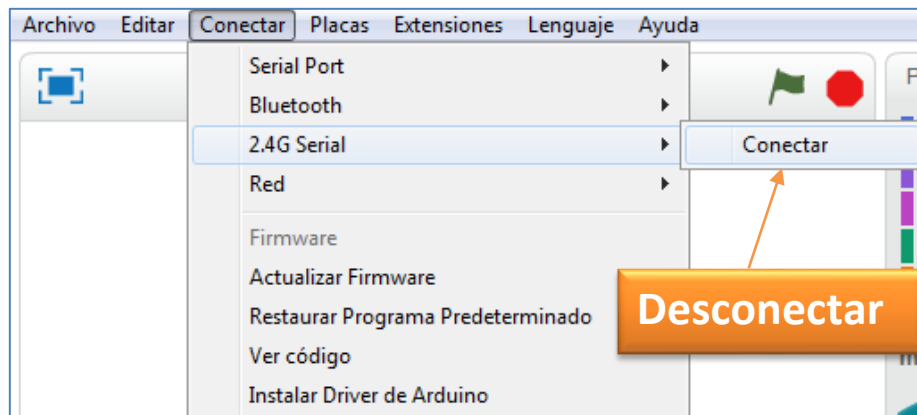 Archivo Editar Conectar Placas Extensiones Lenguaje Ayuda
Serial Port
Bluetooth
2.4G Serial
Conectar
Red
Firmware
Actualizar Firmware
Desconectar
Restaurar Programa Predeterminado
Ver código
Instalar Driver de Arduino